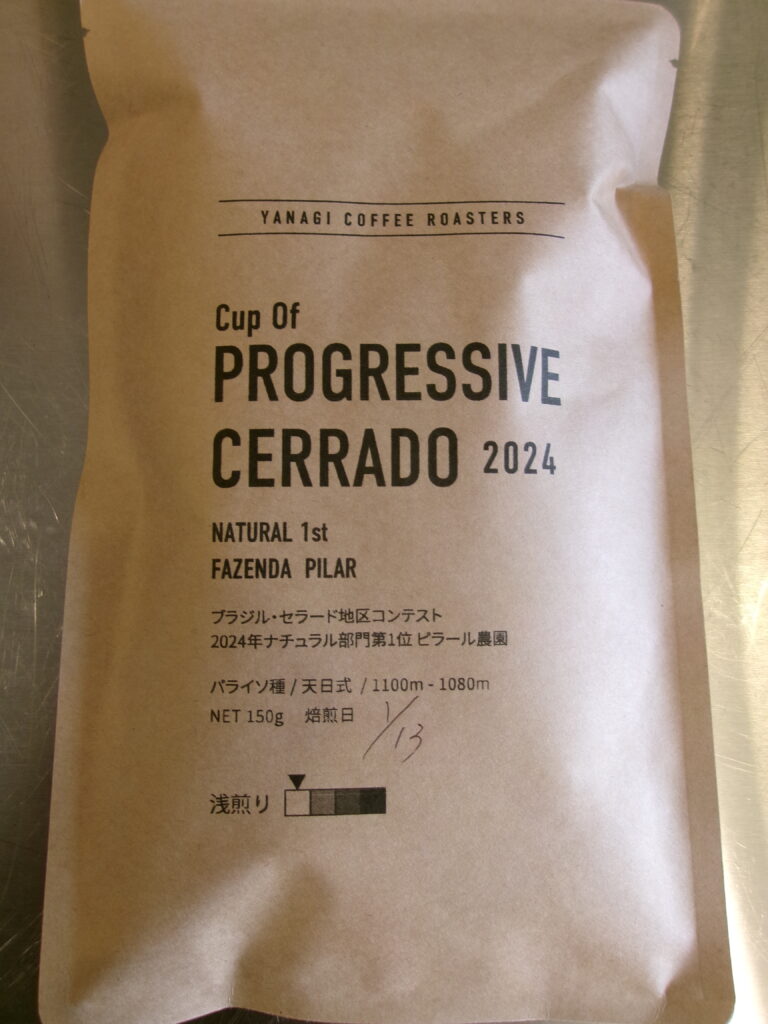 YANAGI COFFEE ROASTERS
Cup Of
PROGRESSIVE
CERRADO 2024
NATURAL 1st
FAZENDA PILAR
ブラジル・セラード地区コンテスト
2024年ナチュラル部門第1位 ピラール農園
パライソ種 / 天日式 / 1100m - 1080m
NET 150g 焙煎日 1/13
浅煎り